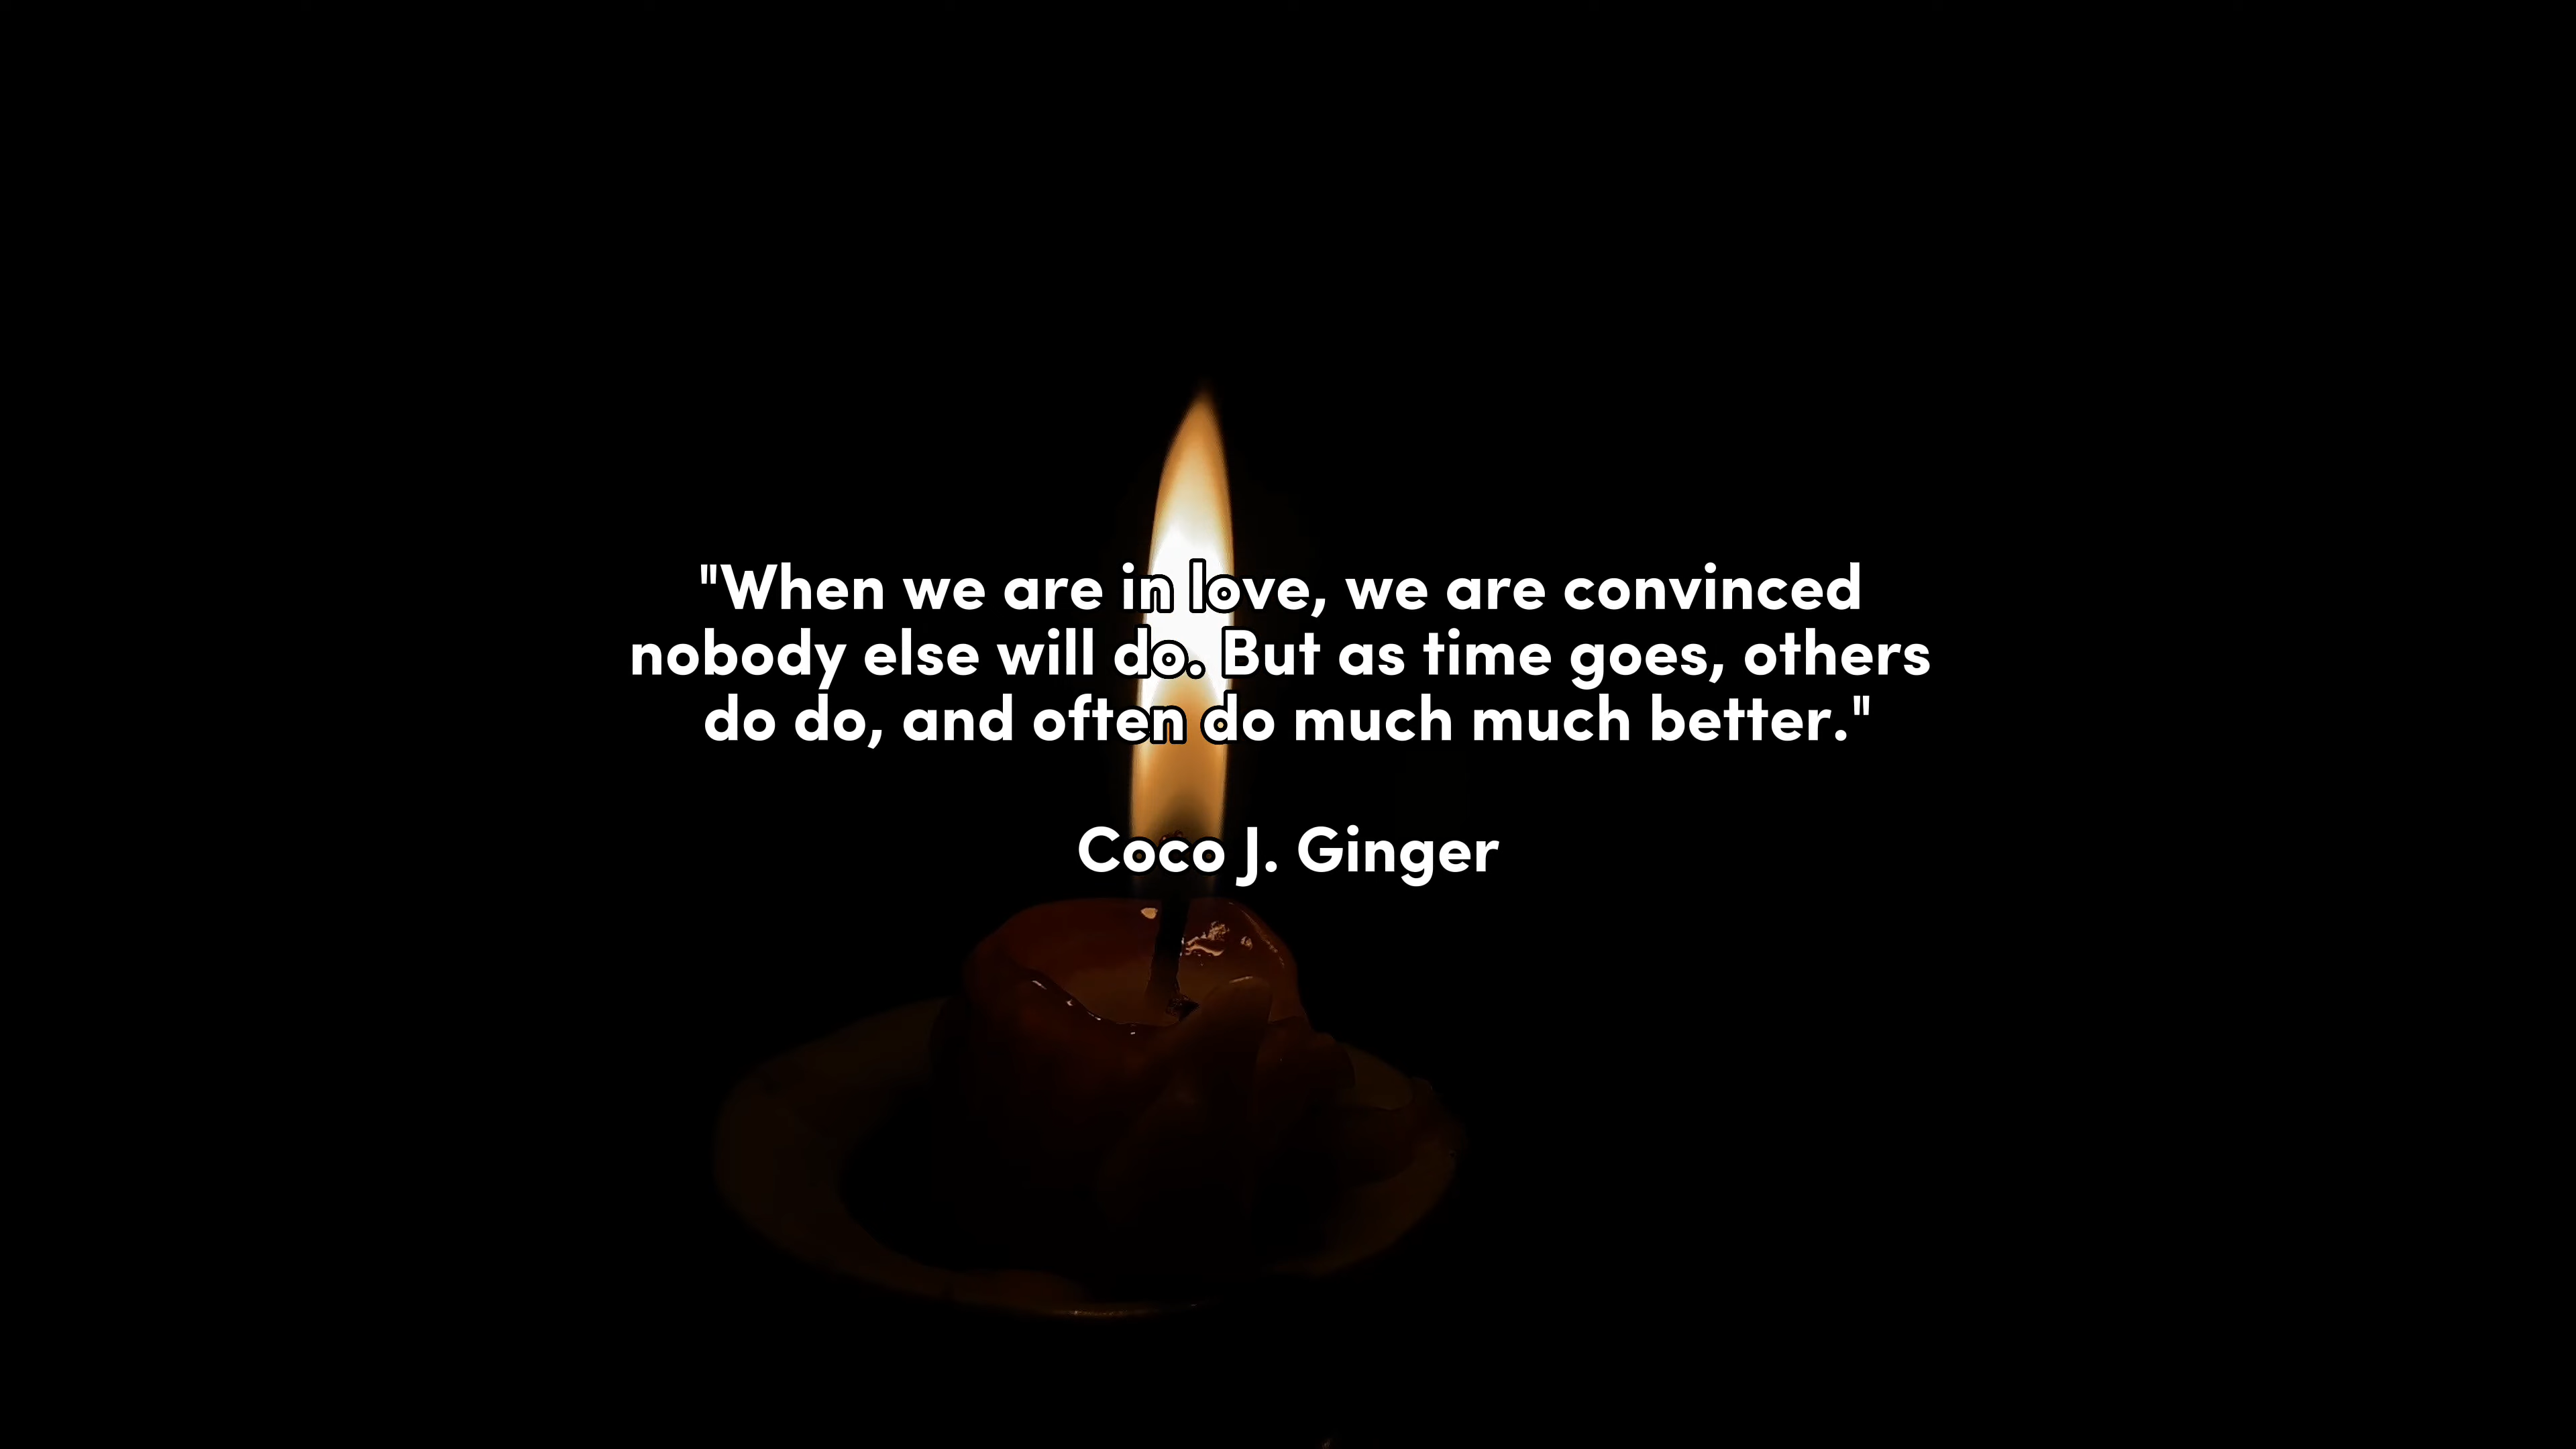 "When we are in love, we are convinced
nobody else will do. But as time goes, others
do do, and often do much much better."
Coco J. Ginger